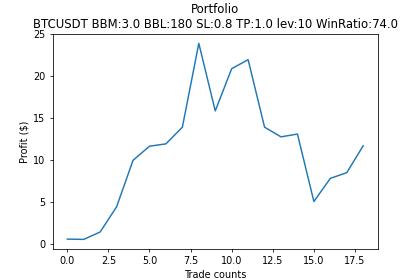 Portfolio
BTCUSDT BBM:3.0 BBL:180 SL:0.8 TP:1.0 lev:10 WinRatio:74.0
25
20
15
10
5
0
Profit ($)
0.0 2.5 5.0 7.5 10.0 12.5 15.0 17.5
Trade counts